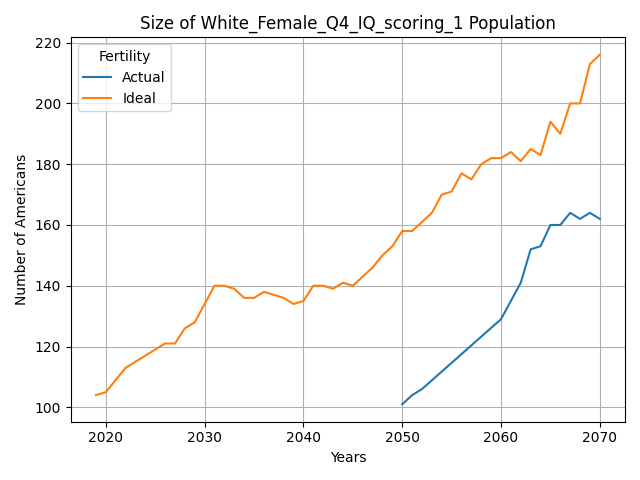 Size of White_Female_Q4_IQ_scoring_1 Population
Fertility
Actual
Ideal
Number of Americans
220
200
180
160
140
120
100
2020 2030 2040 2050 2060 2070
Years